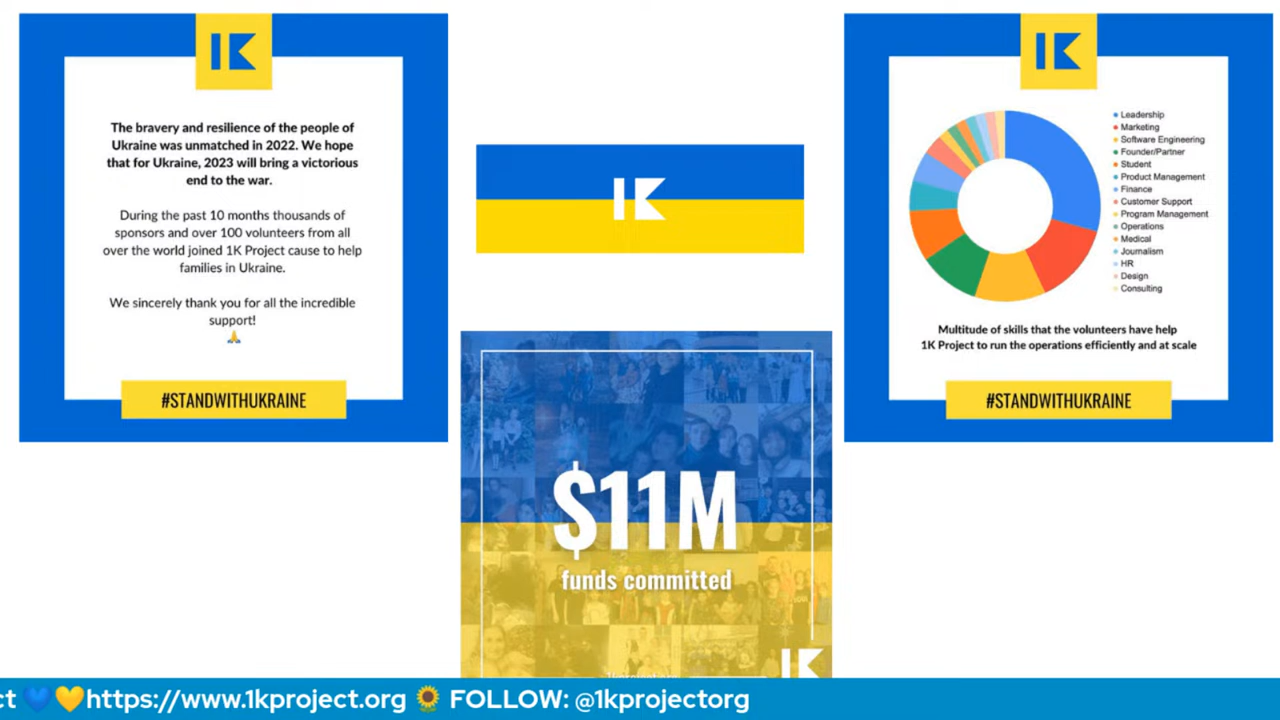 1K
The bravery and resilience of the people of
Ukraine was unmatched in 2022. We hope
that for Ukraine, 2023 will bring a victorious
end to the war.
During the past 10 months thousands of
sponsors and over 100 volunteers from all
over the world joined 1K Project cause to help
families in Ukraine.
We sincerely thank you for all the incredible
support!
🙏
#STANDWITHUKRAINE
1K
$11M
funds committed
1K
1K
Leadership
Marketing
Software Engineering
Founder/Partner
Student
Product Management
Finance
Customer Support
Program Management
Operations
Medical
Journalism
HR
Design
Consulting
Multitude of skills that the volunteers have help
1K Project to run the operations efficiently and at scale
#STANDWITHUKRAINE
ct 💙💛https://www.1kproject.org 🌻 FOLLOW: @1kprojectorg